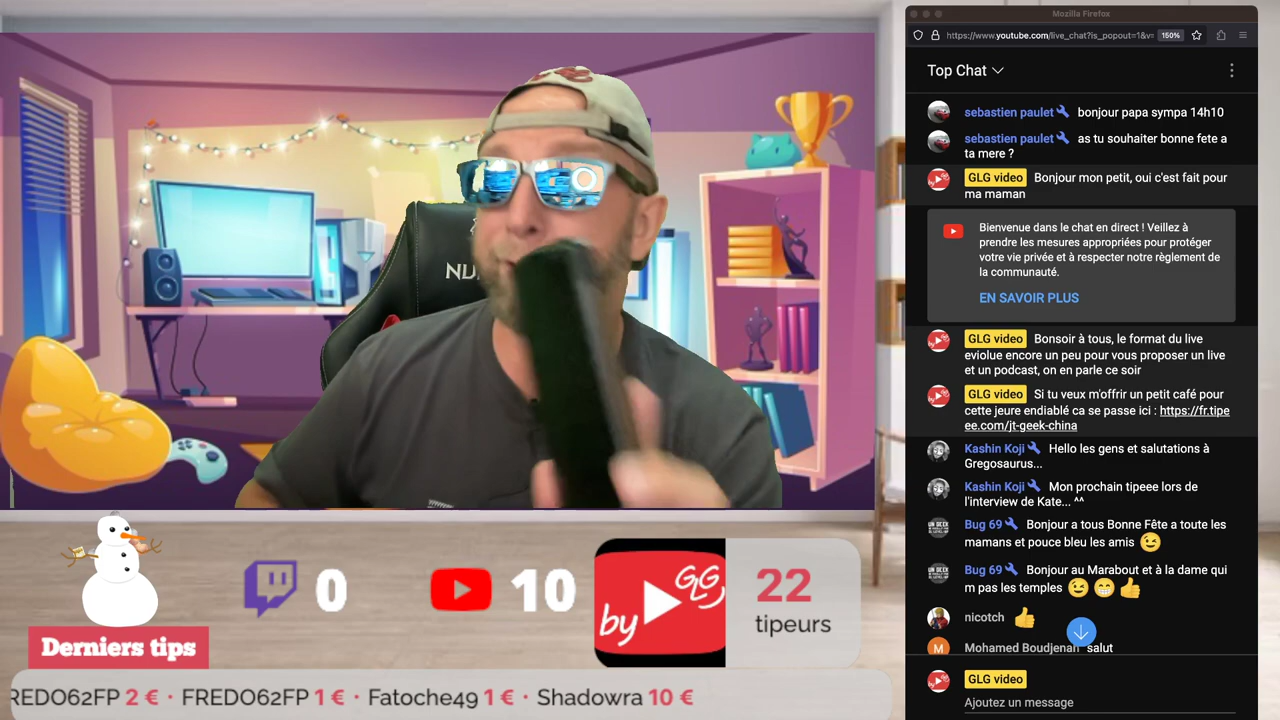 Mozilla Firefox
https://www.youtube.com/live_chat?is_popout=1&v=
150%
Top Chat
sebastien paulet bonjour papa sympa 14h10
sebastien paulet as tu souhaiter bonne fete a
ta mere ?
GLG video Bonjour mon petit, oui c'est fait pour
ma maman
Bienvenue dans le chat en direct ! Veillez à
prendre les mesures appropriées pour protéger
votre vie privée et à respecter notre règlement de
la communauté.
EN SAVOIR PLUS
GLG video Bonsoir à tous, le format du live
eviolue encore un peu pour vous proposer un live
et un podcast, on en parle ce soir
GLG video Si tu veux m'offrir un petit café pour
cette jeure endiablé ca se passe ici : https://fr.tipe
ee.com/jt-geek-china
Kashin Koji Hello les gens et salutations à
Gregosaurus...
Kashin Koji Mon prochain tipeee lors de
l'interview de Kate... ^^
Bug 69 Bonjour a tous Bonne Fête a toute les
mamans et pouce bleu les amis 😉
Bug 69 Bonjour au Marabout et à la dame qui
m pas les temples 😉 😁 👍
nicotch 👍
M Mohamed Boudjenah salut
GLG video
Ajoutez un message
0
10
by GLG
22
tipeurs
Derniers tips
REDO62FP 2 € · FREDO62FP 1 € · Fatoche49 1 € · Shadowra 10 €